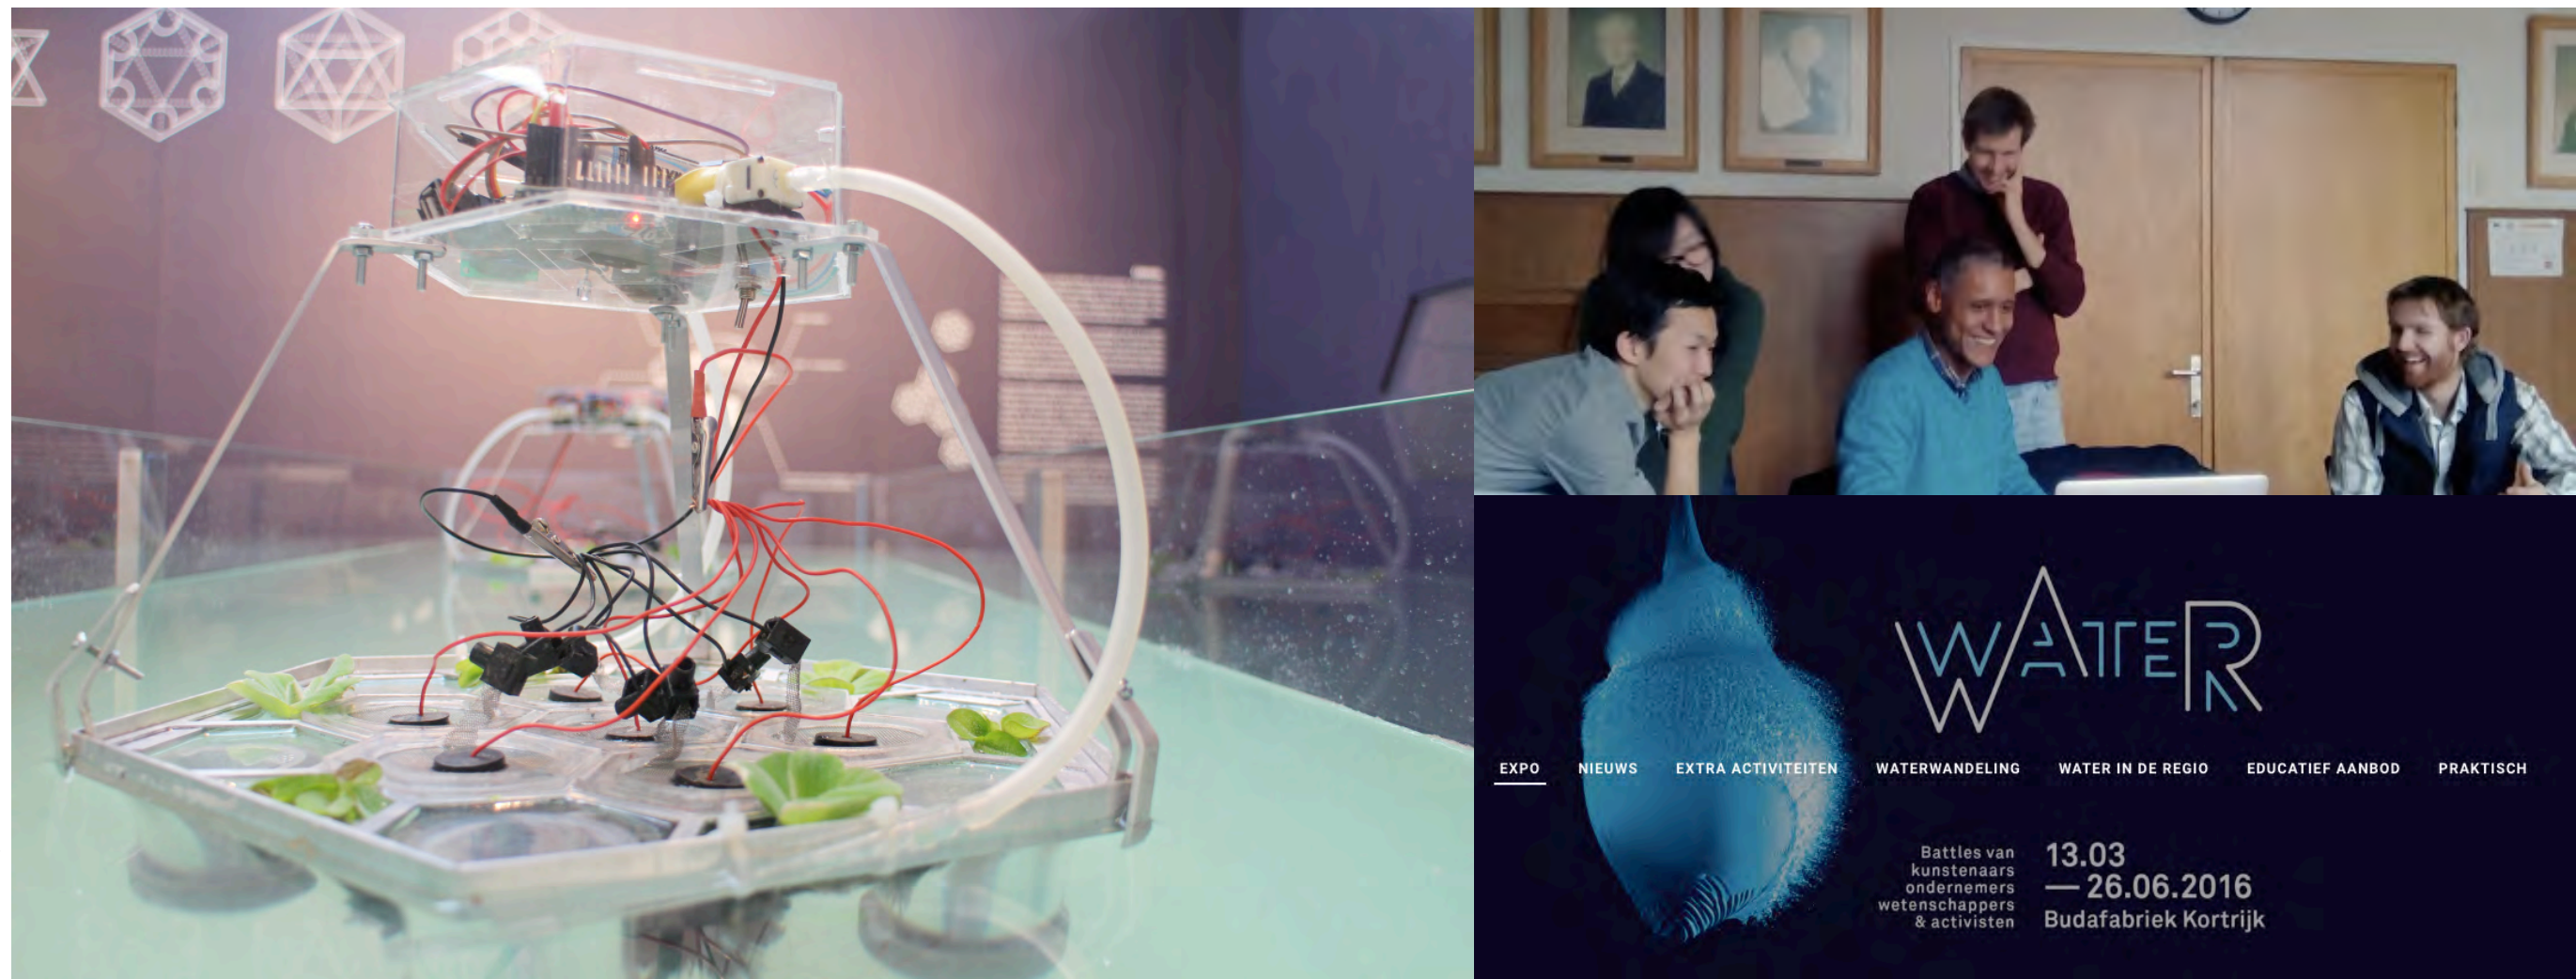 WATER
EXPO NIEUWS EXTRA ACTIVITEITEN WATERWANDELING WATER IN DE REGIO EDUCATIEF AANBOD PRAKTISCH
Battles van
kunstenaars
ondernemers
wetenschappers
& activisten
13.03
— 26.06.2016
Budafabriek Kortrijk